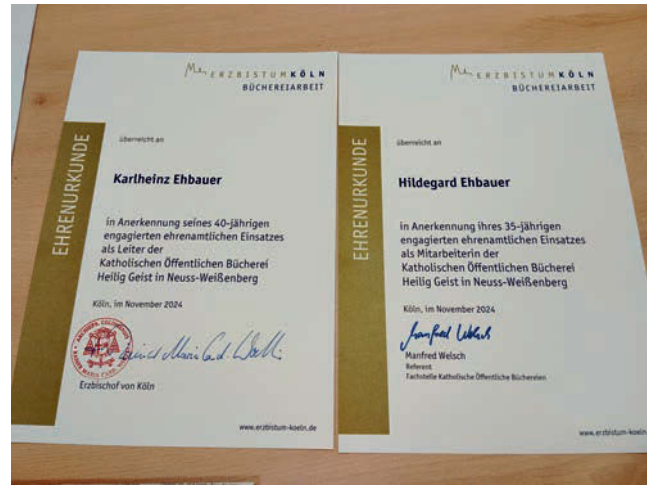 ERZBISTUM KÖLN
BÜCHEREIARBEIT
EHRENURKUNDE
überreicht an
Karlheinz Ehbauer
in Anerkennung seines 40-jährigen
engagierten ehrenamtlichen Einsatzes
als Leiter der
Katholischen Öffentlichen Bücherei
Heilig Geist in Neuss-Weißenberg
Köln, im November 2024
Erzbischof von Köln
www.erzbistum-koeln.de
ERZBISTUM KÖLN
BÜCHEREIARBEIT
EHRENURKUNDE
überreicht an
Hildegard Ehbauer
in Anerkennung ihres 35-jährigen
engagierten ehrenamtlichen Einsatzes
als Mitarbeiterin der
Katholischen Öffentlichen Bücherei
Heilig Geist in Neuss-Weißenberg
Köln, im November 2024
Manfred Welsch
Manfred Welsch
Referent
Fachstelle Katholische Öffentliche Büchereien
www.erzbistum-koeln